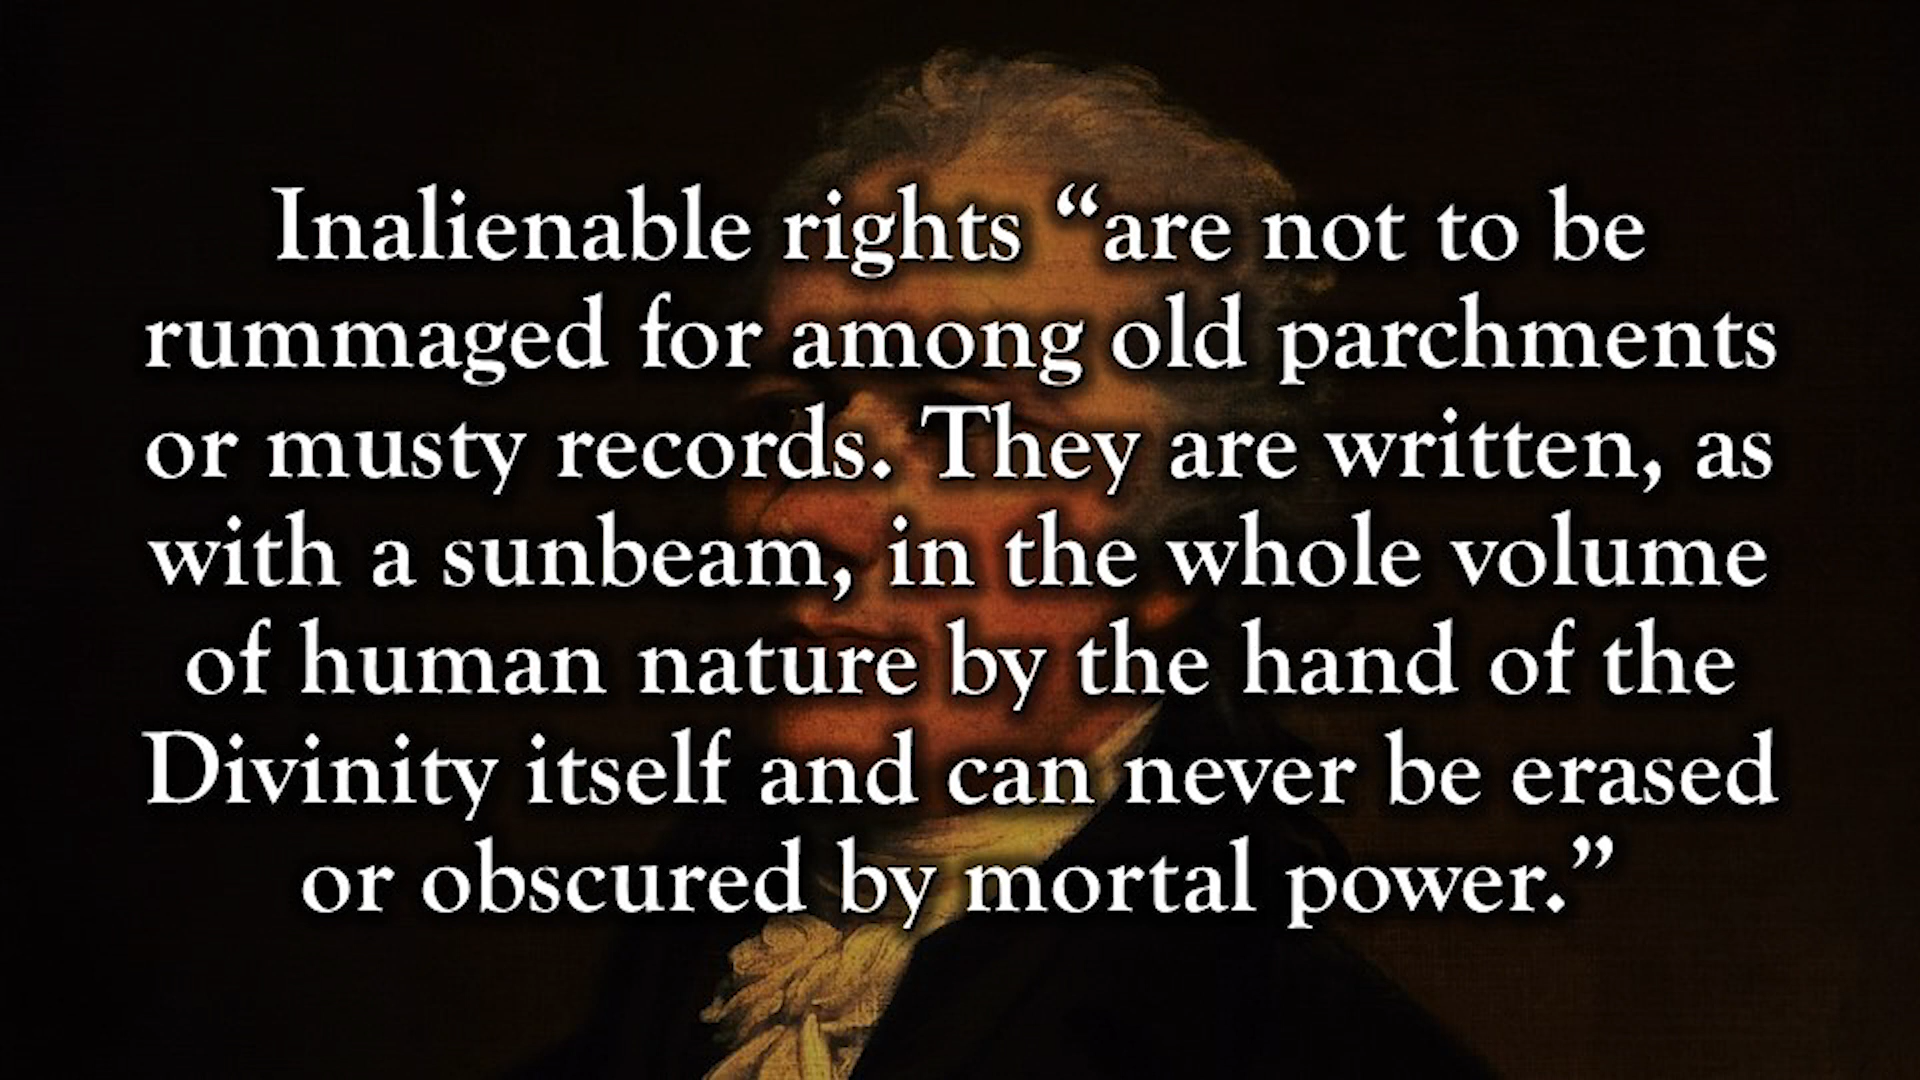 Inalienable rights “are not to be
rummaged for among old parchments
or musty records. They are written, as
with a sunbeam, in the whole volume
of human nature by the hand of the
Divinity itself and can never be erased
or obscured by mortal power.”